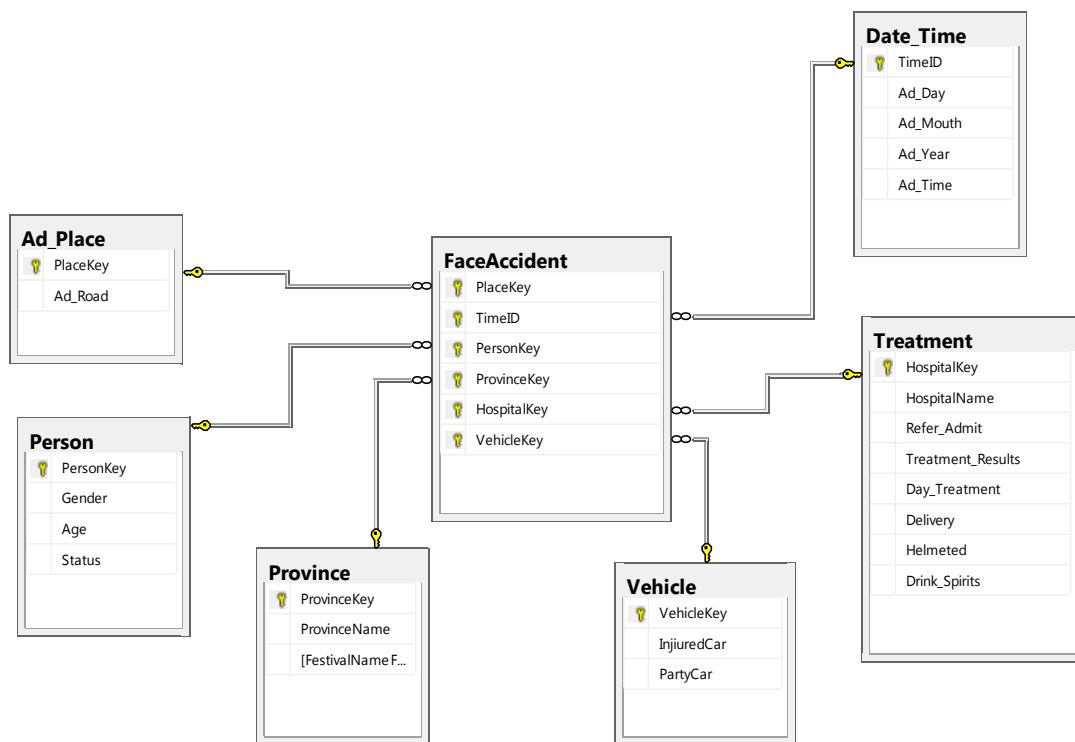 Date_Time
TimeID
Ad_Day
Ad_Mouth
Ad_Year
Ad_Time
Ad_Place
PlaceKey
Ad_Road
FaceAccident
PlaceKey
TimeID
PersonKey
ProvinceKey
HospitalKey
VehicleKey
Treatment
HospitalKey
HospitalName
Refer_Admit
Treatment_Results
Day_Treatment
Delivery
Helmeted
Drink_Spirits
Person
PersonKey
Gender
Age
Status
Province
ProvinceKey
ProvinceName
[FestivalName F...
Vehicle
VehicleKey
InjiuredCar
PartyCar